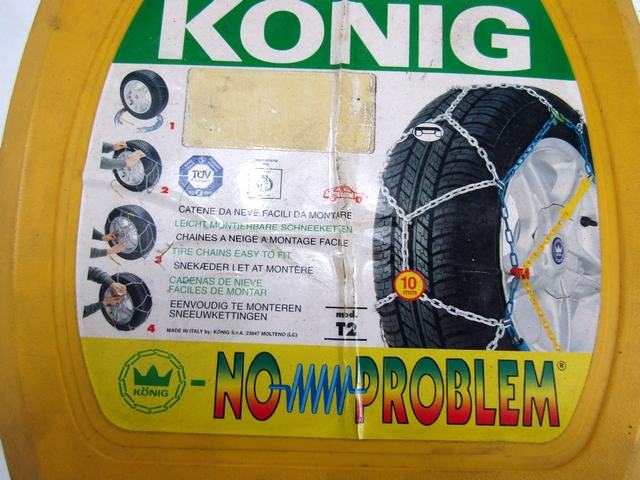 KÖNIG
1
TÜV
2
CATENE DA NEVE FACILI DA MONTARE
LEICHT MONTIERBARE SCHNEEKETTEN
CHAINES A NEIGE A MONTAGE FACILE
3
TIRE CHAINS EASY TO FIT
SNEKÆDER LET AT MONTERE
CADENAS DE NIEVE
FACILES DE MONTAR
EENVOUDIG TE MONTEREN
SNEEUWKETTINGEN
10
mm
mod.
T2
4
MADE IN ITALY by: KÖNIG S.p.A. 23847 MOLTENO (LC)
KÖNIG
- NO PROBLEM®